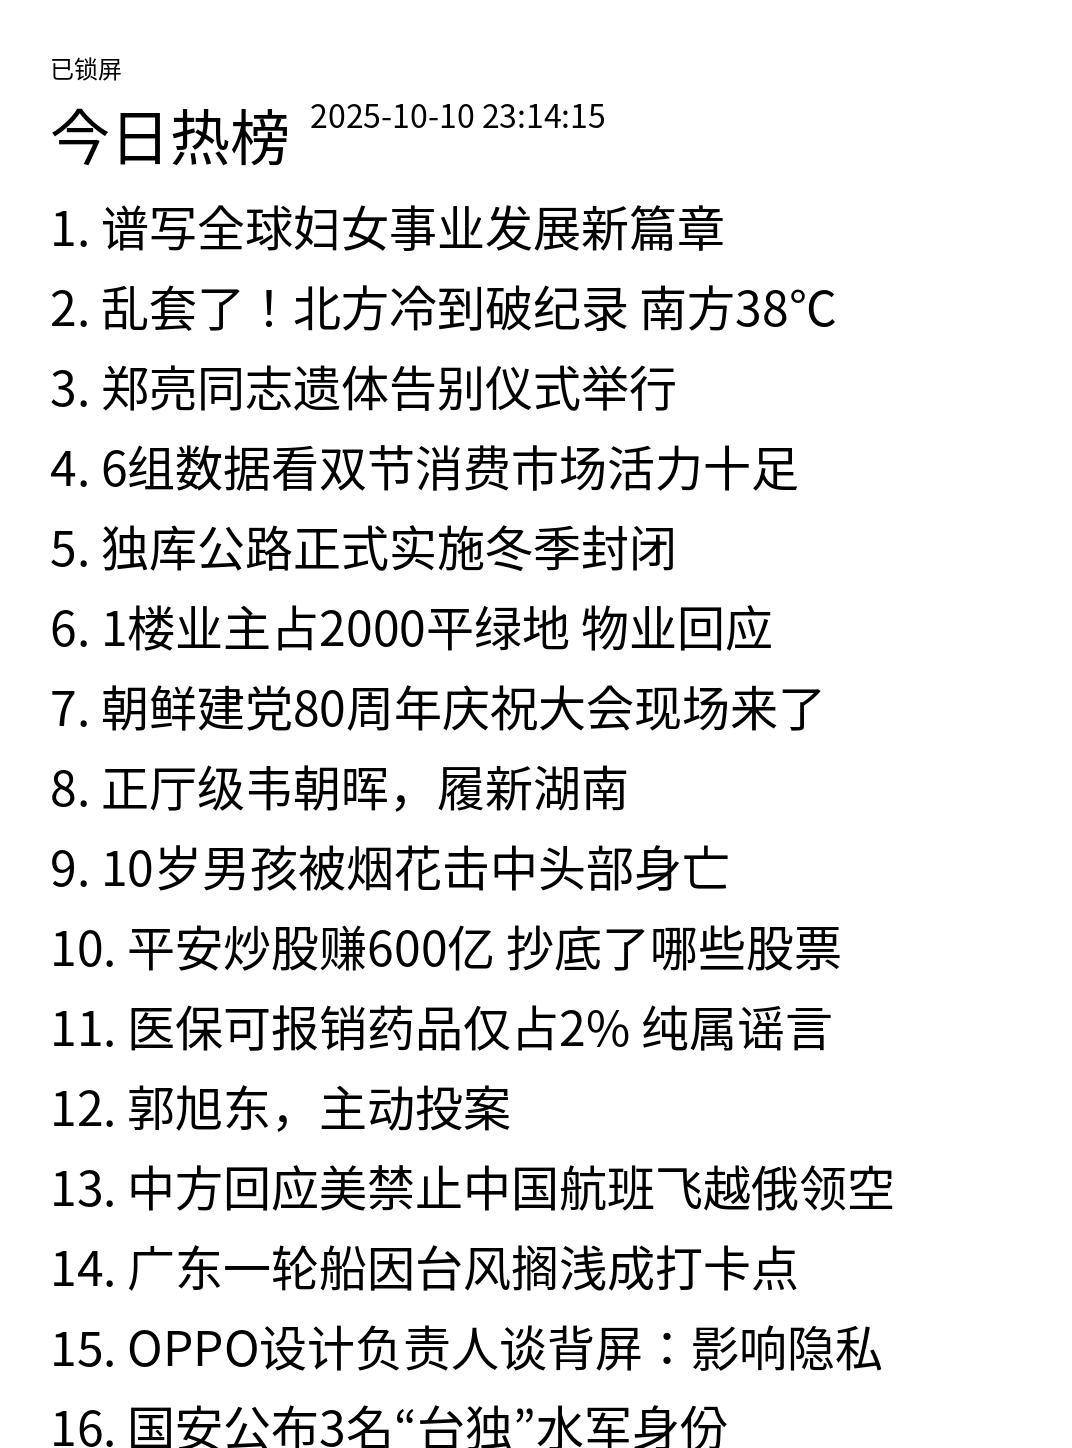 已锁屏
今日热榜 2025-10-10 23:14:15
1. 谱写全球妇女事业发展新篇章
2. 乱套了！北方冷到破纪录 南方38℃
3. 郑亮同志遗体告别仪式举行
4. 6组数据看双节消费市场活力十足
5. 独库公路正式实施冬季封闭
6. 1楼业主占2000平绿地 物业回应
7. 朝鲜建党80周年庆祝大会现场来了
8. 正厅级韦朝晖，履新湖南
9. 10岁男孩被烟花击中头部身亡
10. 平安炒股赚600亿 抄底了哪些股票
11. 医保可报销药品仅占2% 纯属谣言
12. 郭旭东，主动投案
13. 中方回应美禁止中国航班飞越俄领空
14. 广东一轮船因台风搁浅成打卡点
15. OPPO设计负责人谈背屏：影响隐私
16. 国安公布3名“台独”水军身份